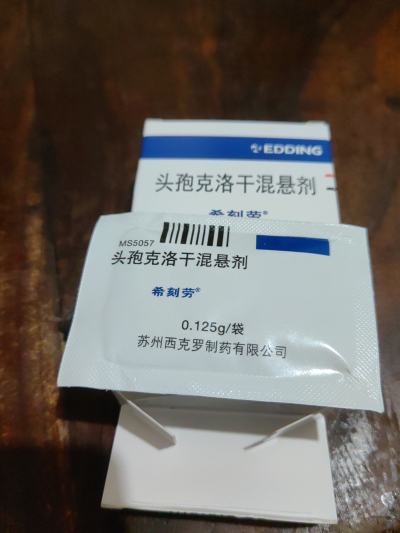 EDDING
头孢克洛干混悬剂
希刻劳®
MS5057
头孢克洛干混悬剂
希刻劳®
0.125g/袋
苏州西克罗制药有限公司